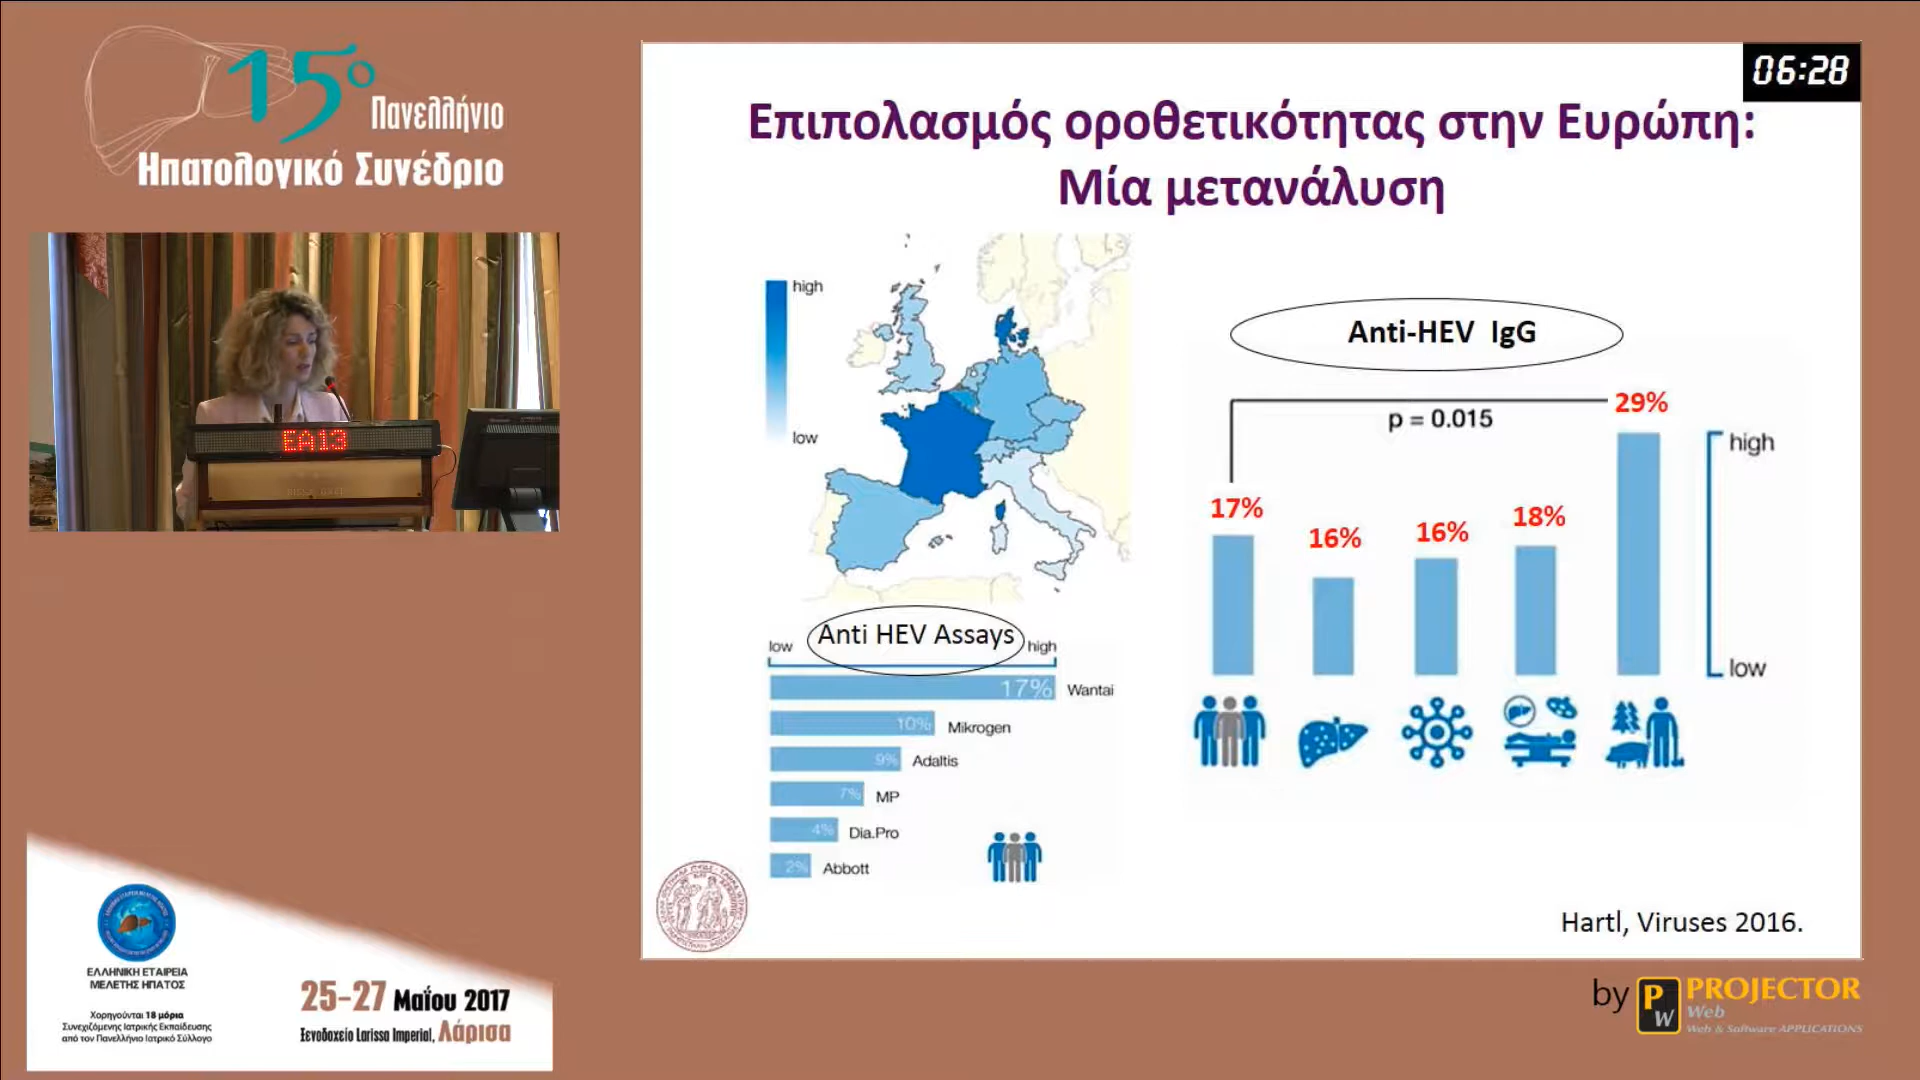 15ο
Πανελλήνιο
Ηπατολογικό Συνέδριο
EA13
ΕΛΛΗΝΙΚΗ ΕΤΑΙΡΕΙΑ
ΜΕΛΕΤΗΣ ΗΠΑΤΟΣ
Χορηγούνται 18 μόρια
Συνεχιζόμενης Ιατρικής Εκπαίδευσης
από τον Πανελλήνιο Ιατρικό Σύλλογο
25-27 Μαΐου 2017
Ξενοδοχείο Larissa Imperial, Λάρισα
06:28
Επιπολασμός οροθετικότητας στην Ευρώπη:
Μία μετανάλυση
high
low
Anti HEV Assays
low
high
17% Wantai
10% Mikrogen
9% Adaltis
7% MP
4% Dia.Pro
2% Abbott
Anti-HEV IgG
p = 0.015
17%
16%
16%
18%
29%
high
low
Hartl, Viruses 2016.
by PW PROJECTOR
Web
Web & Software APPLICATIONS